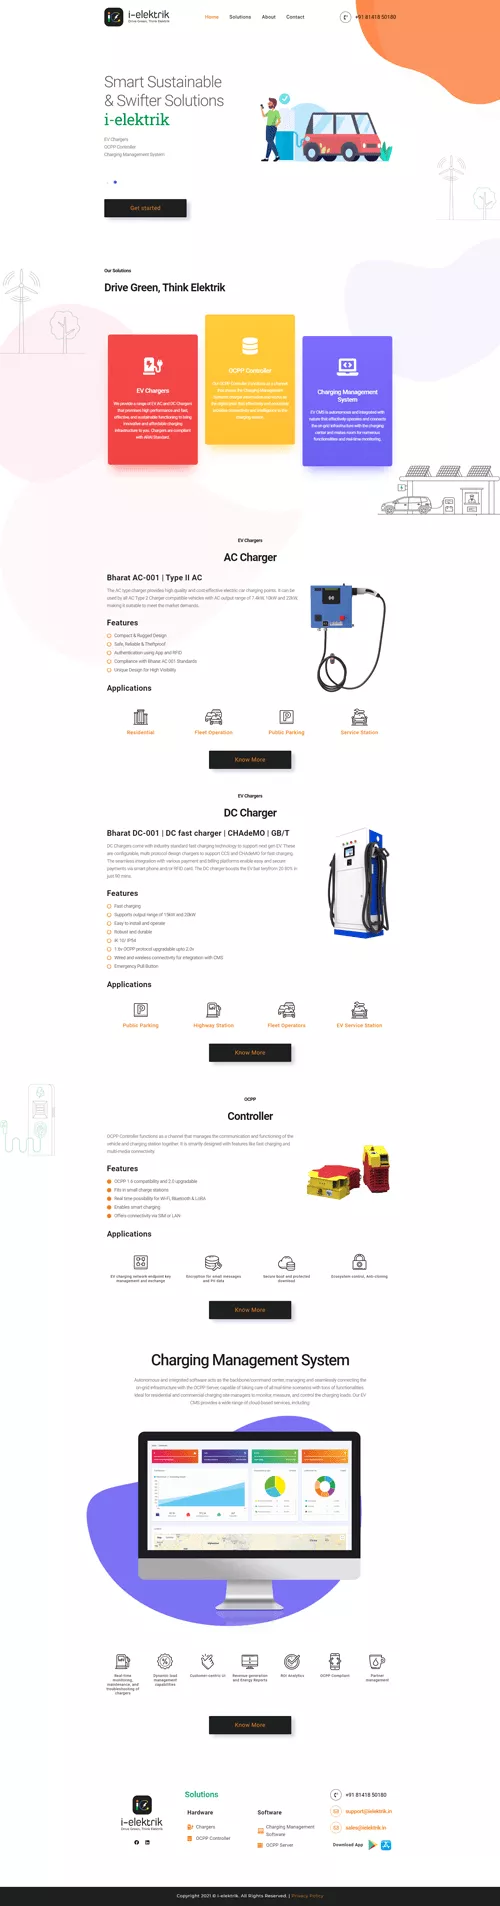 i-elektrik
Drive Green, Think Elektrik
Home Solutions About Contact
+91 81418 50180
Smart Sustainable
& Swifter Solutions
i-elektrik
EV Chargers
OCPP Controller
Charging Management System
Get started
Our Solutions
Drive Green, Think Elektrik
EV Chargers
We provide a range of EV AC and DC Chargers
that promises high performance and fast,
effective, and sustainable functioning to bring
innovative and affordable charging
infrastructure to you. Chargers are compliant
with ARAI Standard.
OCPP Controller
Charging Management
System
EV CMS is autonomous and integrated with
nature that effectively operates and connects
the on-grid infrastructure with the charging
center and makes room for numerous
functionalities and real-time monitoring.
EV Chargers
AC Charger
Bharat AC-001 | Type II AC
The AC type charger provides high quality and cost-effective electric car charging points. It can be
used by all AC Type 2 Charger compatible vehicles with AC output range of 7.4kW, 10kW and 22kW,
making it suitable to meet the market demands.
Features
Compact & Rugged Design
Safe, Reliable & Theftproof
Authentication using App and RFID
Compliance with Bharat AC 001 Standards
Unique Design for High Visibility
Applications
Residential
Fleet Operation
Public Parking
Service Station
Know More
EV Chargers
DC Charger
Bharat DC-001 | DC fast charger | CHAdeMO | GB/T
DC Chargers come with industry standard fast charging technology to support next gen EV. These
are configurable, multi protocol design chargers to support CCS and CHAdeMO for fast charging.
The seamless integration with various payment and billing platforms enable easy and secure
payments via smart phone and/or RFID card. The DC charger boosts the EV battery from 20-80% in
just 90 mins.
Features
Fast charging
Supports output range of 15kW and 20kW
Easy to install and operate
Robust and durable
IK 10/ IP54
1.6v OCPP protocol upgradable upto 2.0v
Wired and wireless connectivity for integration with CMS
Emergency Poll Button
Applications
Public Parking
Highway Station
Fleet Operators
EV Service Station
Know More
OCPP
Controller
OCPP Controller functions as a channel that manages the communication and functioning of the
vehicle and charging station together. It is smartly designed with features like fast charging and
multi-media connectivity.
Features
OCPP 1.6 compatibility and 2.0 upgradable
Fits in small charge stations
Real time possibility for Wi-Fi, Bluetooth & LoRA
Enables smart charging
Offers connectivity via SIM or LAN
Applications
EV charging network endpoint key
management and exchange
Encryption for small messages
and PII data
Secure boot and protected
download
Ecosystem control, Anti-cloning
Know More
Charging Management System
Autonomous and integrated software acts as the backbone/command center, managing and seamlessly connecting the
on-grid infrastructure with the OCPP Server, capable of taking care of all real-time scenarios with tons of functionalities.
Ideal for residential and commercial charging site managers to monitor, measure, and control the charging loads. Our EV
CMS provides a wide range of cloud-based services, including:
Real-time
monitoring,
maintenance, and
troubleshooting of
chargers
Dynamic load
management
capabilities
Customer-centric UI
Revenue generation
and Energy Reports
ROI Analytics
OCPP Compliant
Partner
management
Know More
i-elektrik
Drive Green, Think Elektrik
Solutions
Hardware
Chargers
OCPP Controller
Software
Charging Management
Software
OCPP Server
+91 81418 50180
support@ielektrik.in
sales@ielektrik.in
Download App
Copyright 2021 © i-elektrik. All Rights Reserved. | Privacy Policy